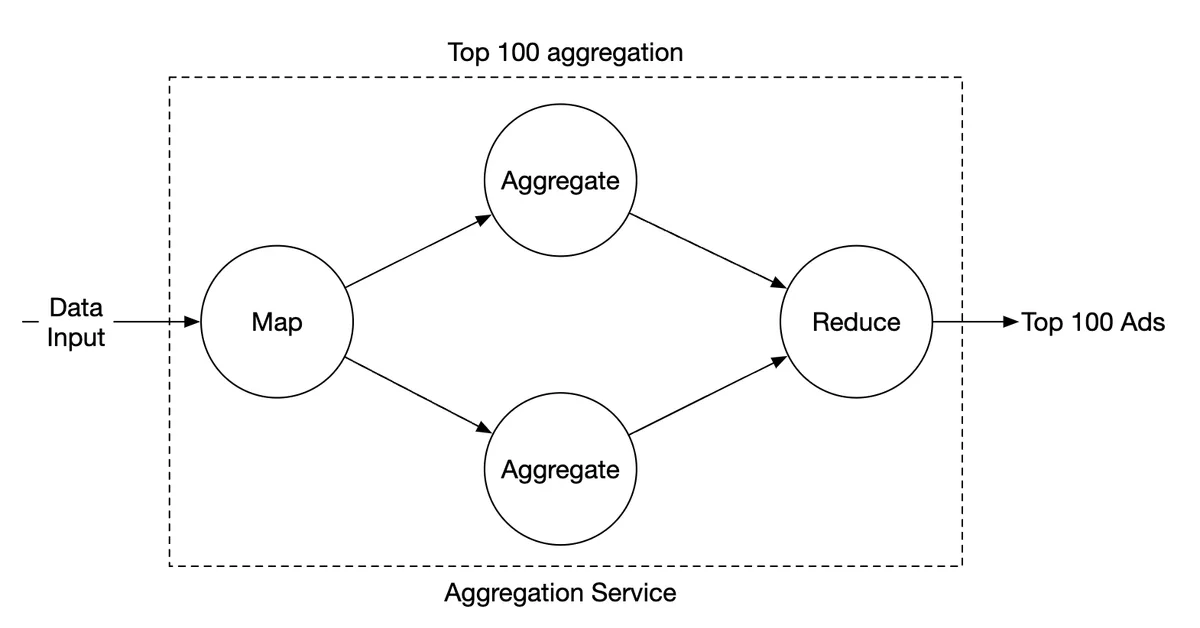 Top 100 aggregation
Aggregate
Data
Input
Map
Reduce
Top 100 Ads
Aggregate
Aggregation Service